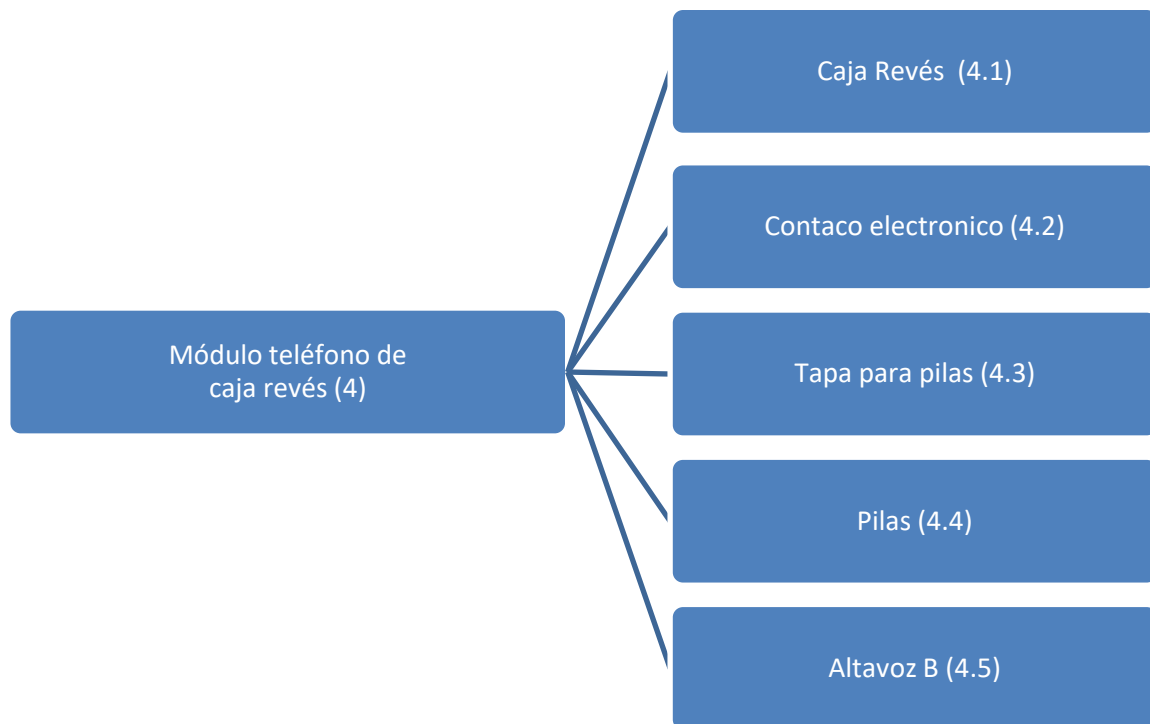 Caja Revés (4.1)
Contaco electronico (4.2)
Módulo teléfono de
caja revés (4)
Tapa para pilas (4.3)
Pilas (4.4)
Altavoz B (4.5)